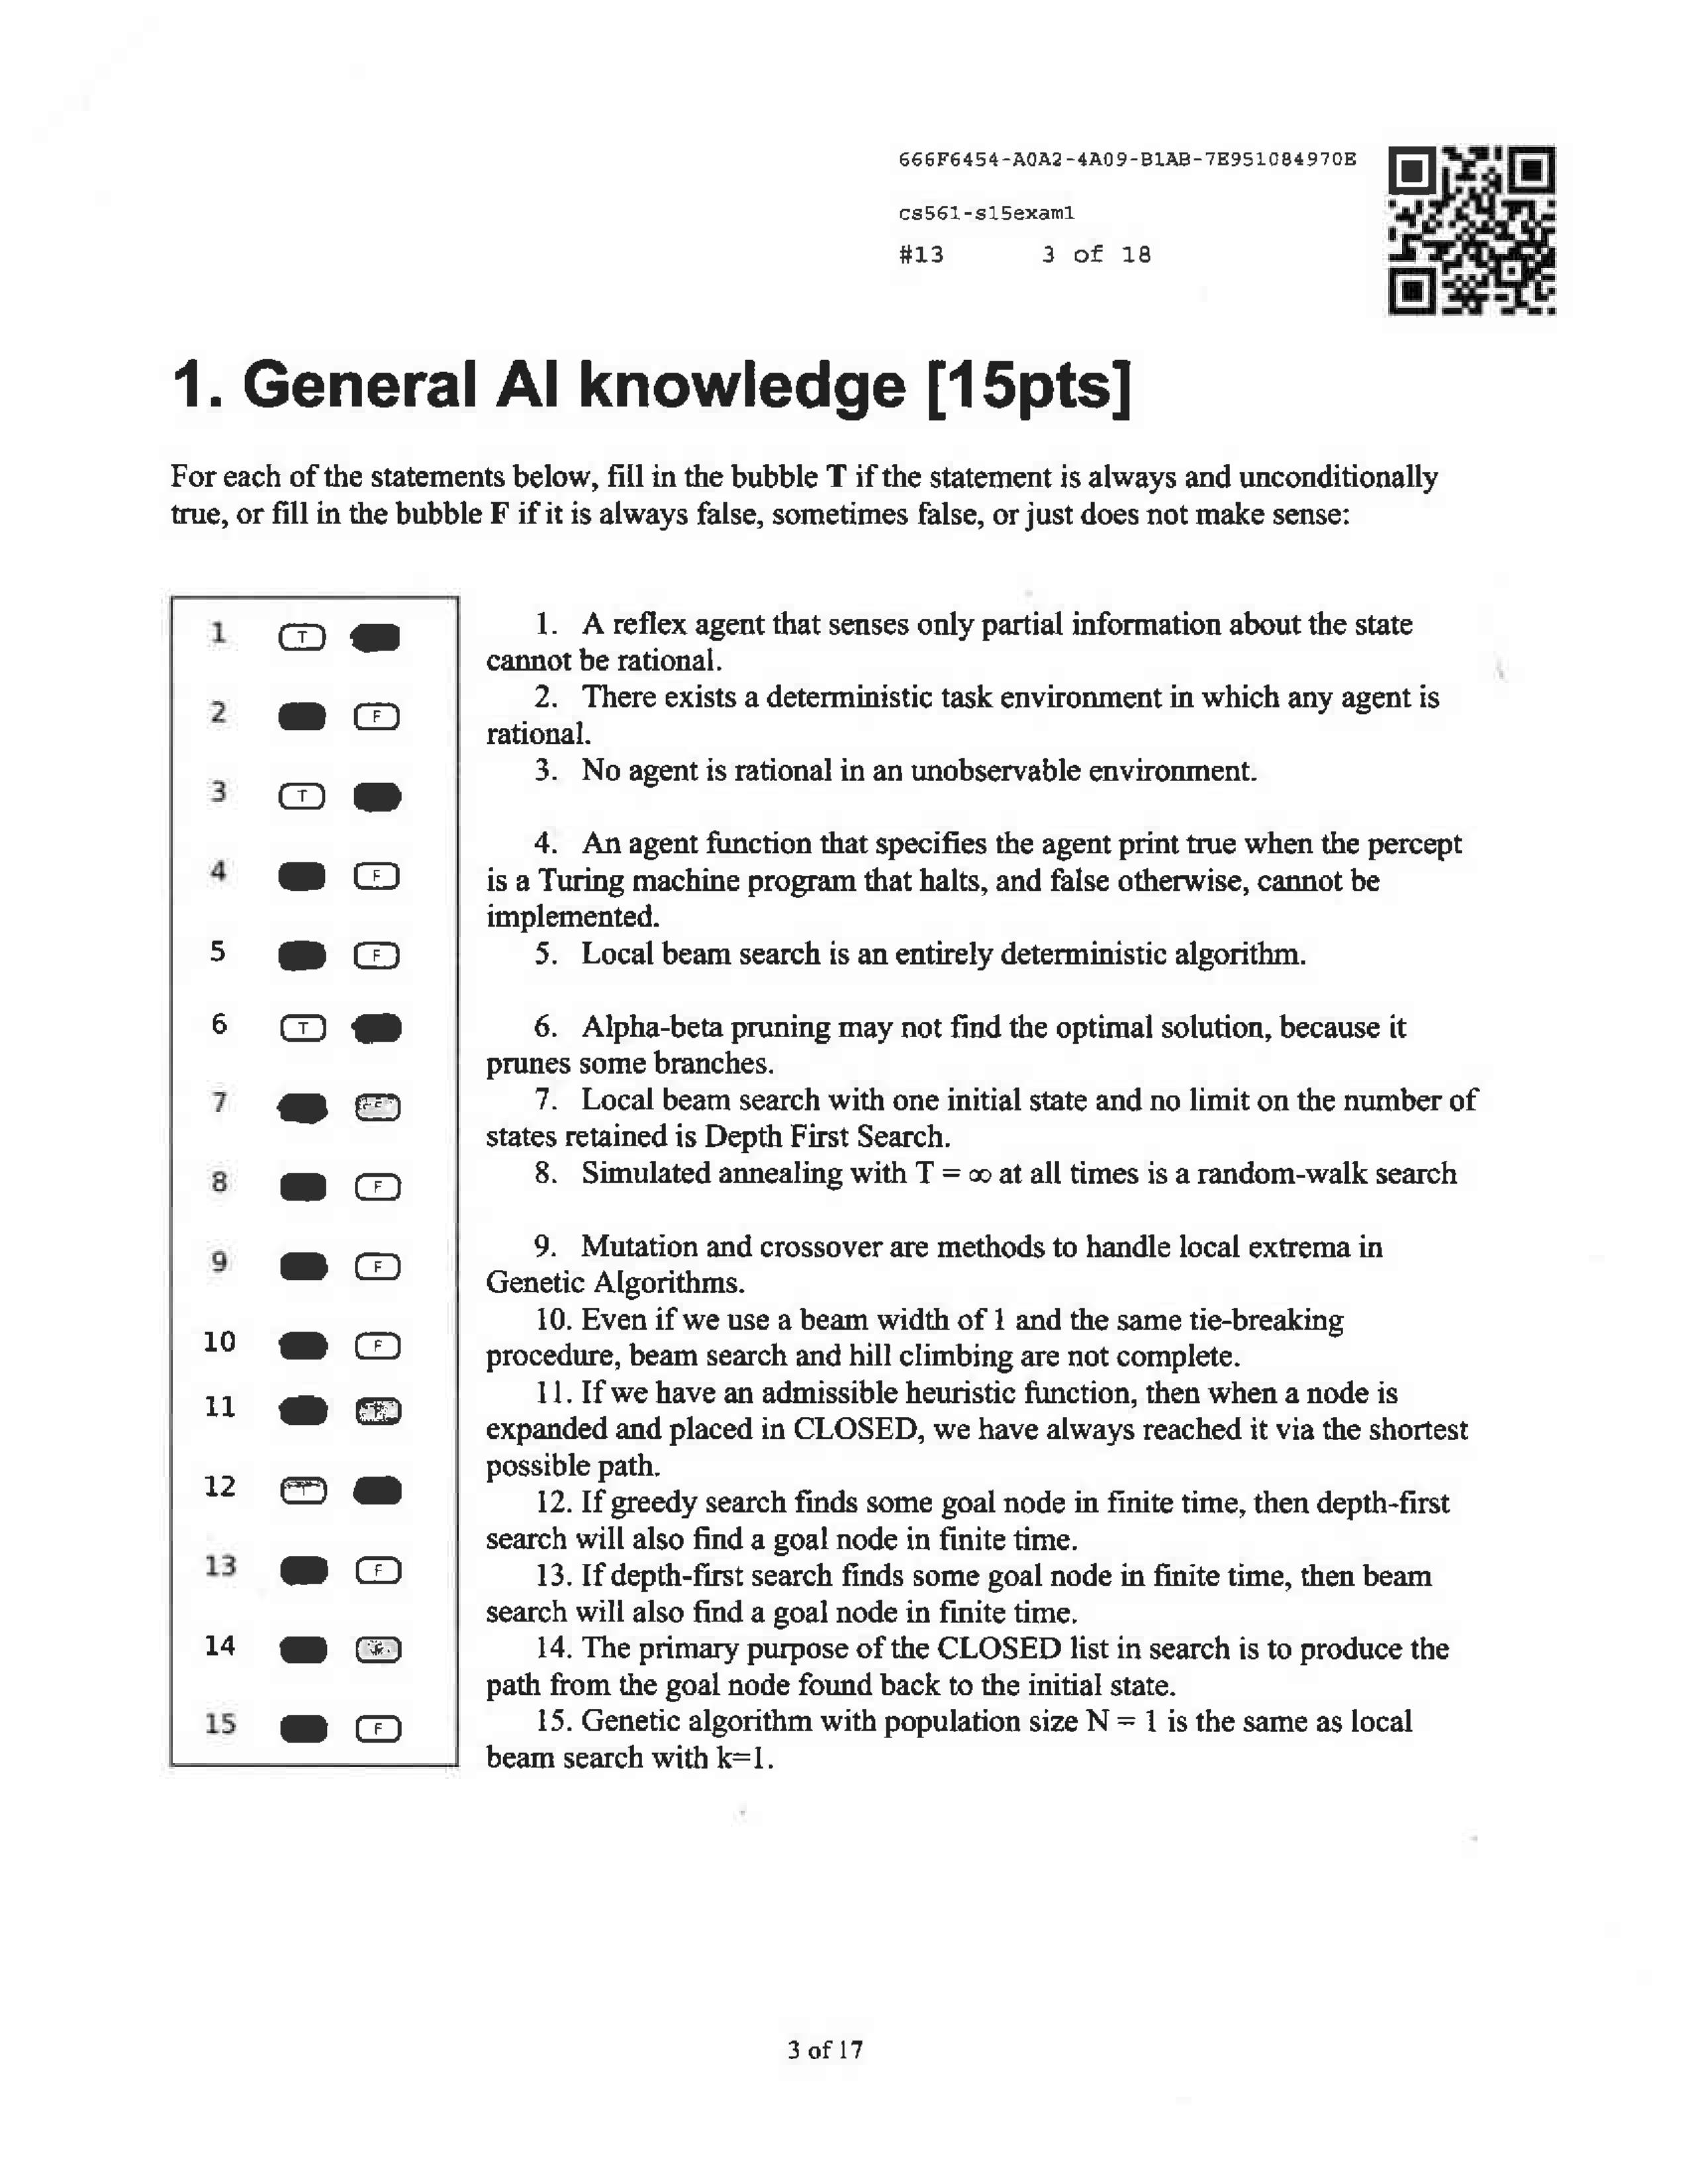 666F6454-A0A2-4A09-B1AB-7E951084970E
cs561-s15exam1
#13 3 of 18
1. General AI knowledge [15pts]
For each of the statements below, fill in the bubble T if the statement is always and unconditionally
true, or fill in the bubble F if it is always false, sometimes false, or just does not make sense:
1 T
2 F
3 T
4 F
5 F
6 T
7 F
8 F
9 F
10 F
11 F
12 T
13 F
14
15 F
1. A reflex agent that senses only partial information about the state
cannot be rational.
2. There exists a deterministic task environment in which any agent is
rational.
3. No agent is rational in an unobservable environment.
4. An agent function that specifies the agent print true when the percept
is a Turing machine program that halts, and false otherwise, cannot be
implemented.
5. Local beam search is an entirely deterministic algorithm.
6. Alpha-beta pruning may not find the optimal solution, because it
prunes some branches.
7. Local beam search with one initial state and no limit on the number of
states retained is Depth First Search.
8. Simulated annealing with T = ∞ at all times is a random-walk search
9. Mutation and crossover are methods to handle local extrema in
Genetic Algorithms.
10. Even if we use a beam width of 1 and the same tie-breaking
procedure, beam search and hill climbing are not complete.
11. If we have an admissible heuristic function, then when a node is
expanded and placed in CLOSED, we have always reached it via the shortest
possible path.
12. If greedy search finds some goal node in finite time, then depth-first
search will also find a goal node in finite time.
13. If depth-first search finds some goal node in finite time, then beam
search will also find a goal node in finite time.
14. The primary purpose of the CLOSED list in search is to produce the
path from the goal node found back to the initial state.
15. Genetic algorithm with population size N = 1 is the same as local
beam search with k=1.
3 of 17